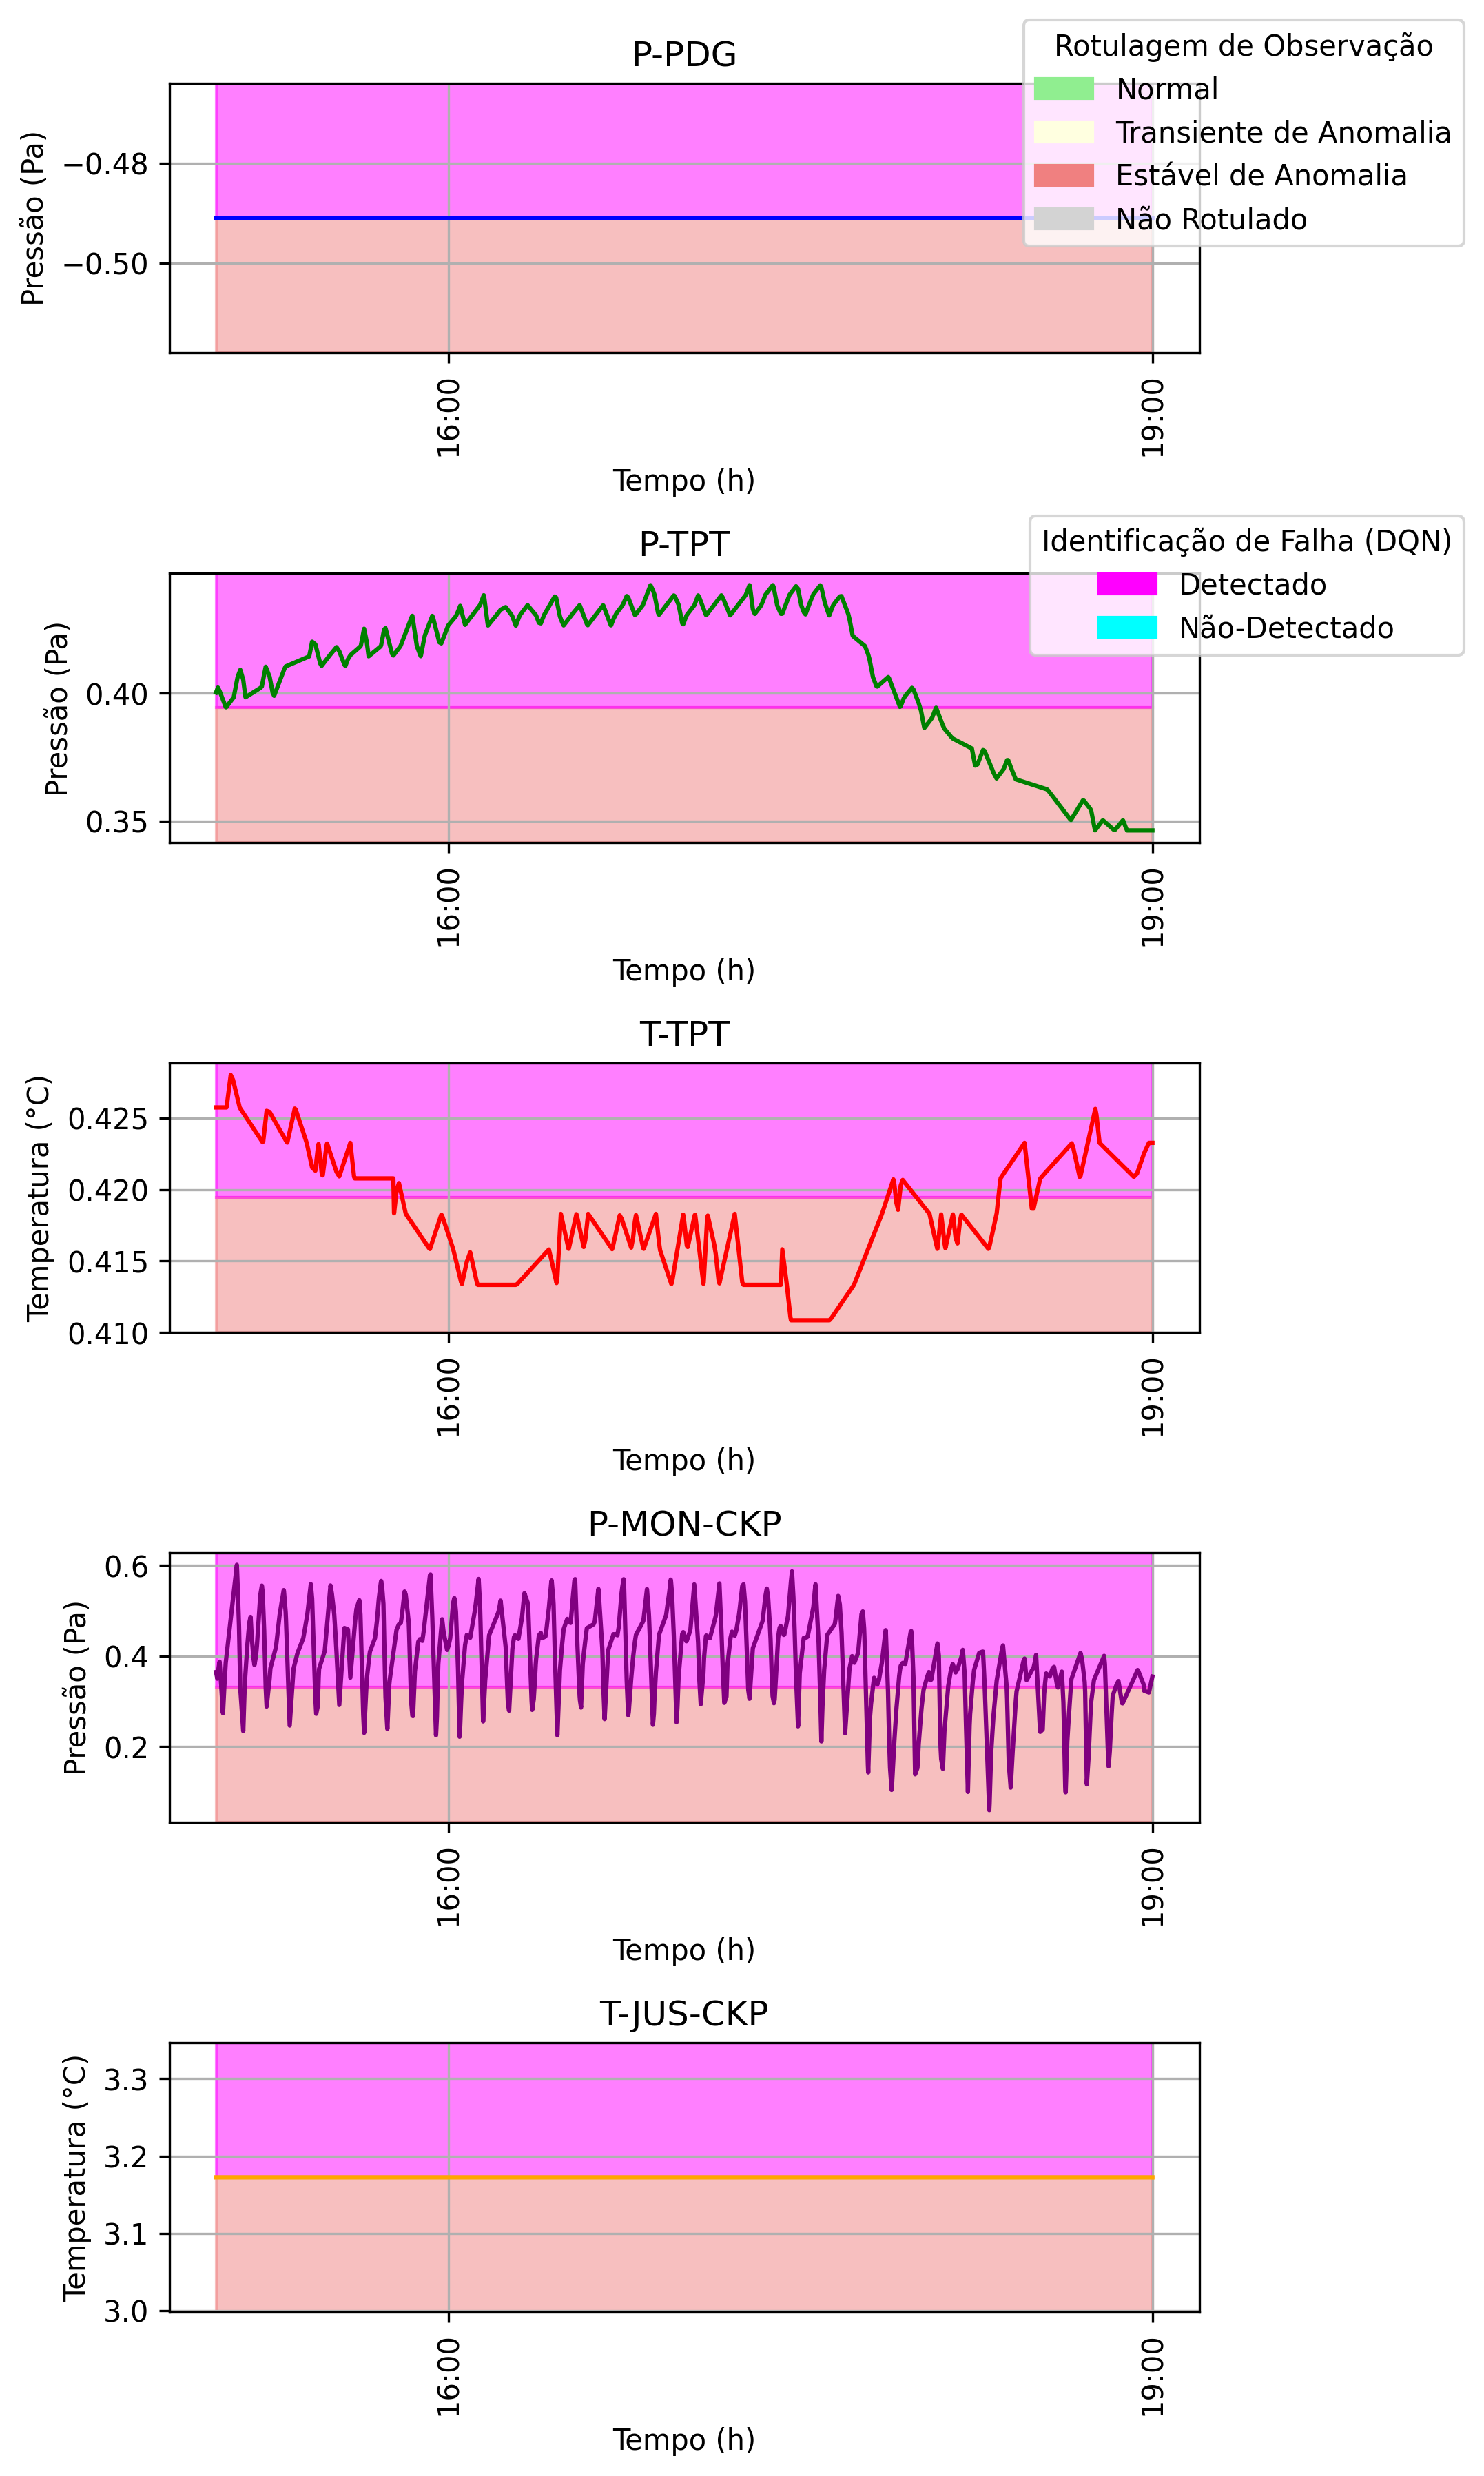 P-PDG
Rotulagem de Observação
Normal
Transiente de Anomalia
Estável de Anomalia
Não Rotulado
Pressão (Pa)
−0.48
−0.50
16:00
19:00
Tempo (h)
P-TPT
Identificação de Falha (DQN)
Detectado
Não-Detectado
Pressão (Pa)
0.40
0.35
16:00
19:00
Tempo (h)
T-TPT
Temperatura (°C)
0.425
0.420
0.415
0.410
16:00
19:00
Tempo (h)
P-MON-CKP
Pressão (Pa)
0.6
0.4
0.2
16:00
19:00
Tempo (h)
T-JUS-CKP
Temperatura (°C)
3.3
3.2
3.1
3.0
16:00
19:00
Tempo (h)